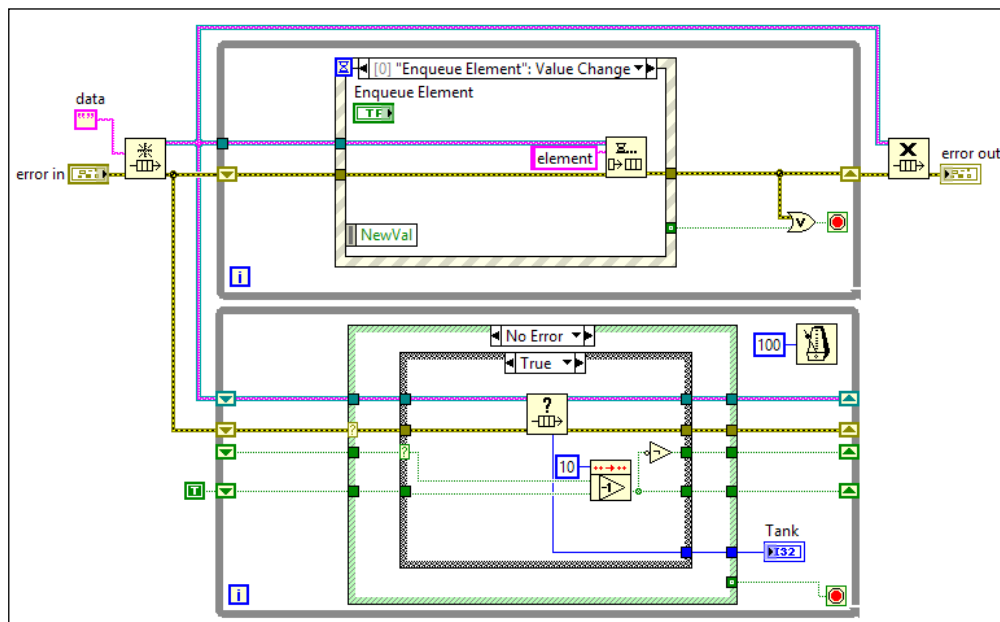 [0] "Enqueue Element": Value Change
data
Enqueue Element
TF
element
error in
error out
NewVal
V
i
No Error
100
True
?
?
?
10
-1
T
Tank
I32
i